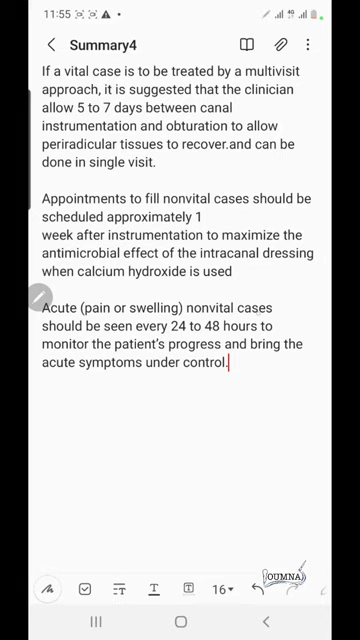 11:55
4G
Summary4
If a vital case is to be treated by a multivisit
approach, it is suggested that the clinician
allow 5 to 7 days between canal
instrumentation and obturation to allow
periradicular tissues to recover.and can be
done in single visit.
Appointments to fill nonvital cases should be
scheduled approximately 1
week after instrumentation to maximize the
antimicrobial effect of the intracanal dressing
when calcium hydroxide is used
Acute (pain or swelling) nonvital cases
should be seen every 24 to 48 hours to
monitor the patient's progress and bring the
acute symptoms under control.
OUMNA
16